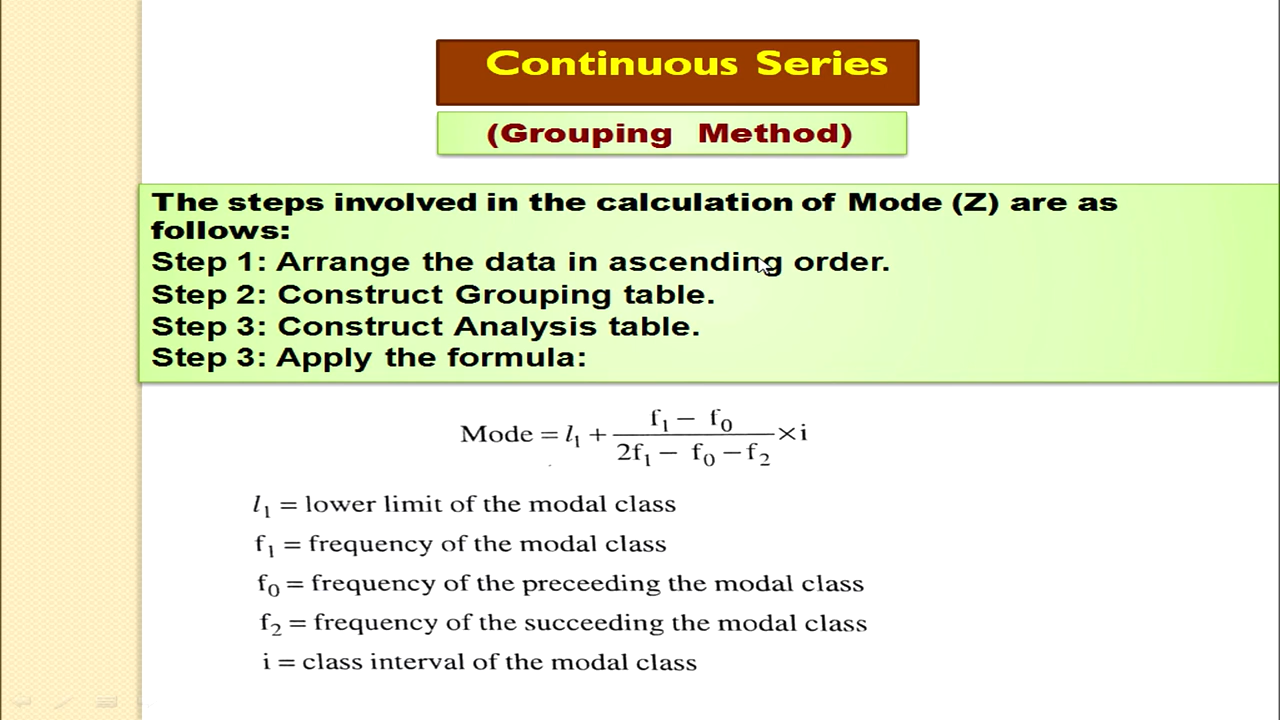 Continuous Series
(Grouping Method)
The steps involved in the calculation of Mode (Z) are as
follows:
Step 1: Arrange the data in ascending order.
Step 2: Construct Grouping table.
Step 3: Construct Analysis table.
Step 3: Apply the formula:
Mode = l₁ + (f₁ − f₀) / (2f₁ − f₀ − f₂) × i
l₁ = lower limit of the modal class
f₁ = frequency of the modal class
f₀ = frequency of the preceeding the modal class
f₂ = frequency of the succeeding the modal class
i = class interval of the modal class